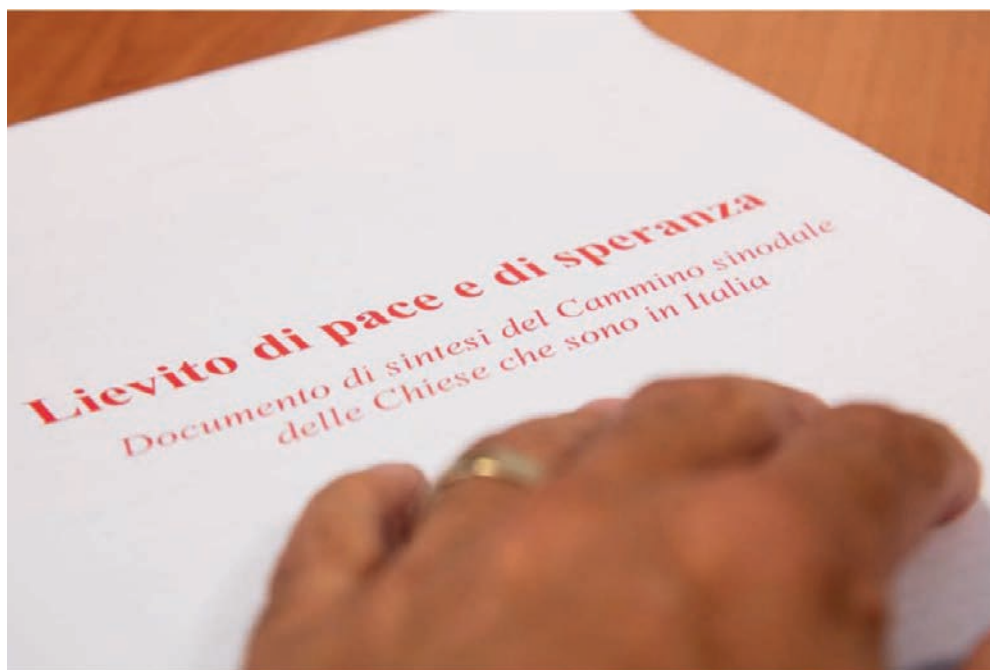 Lievito di pace e di speranza
Documento di sintesi del Cammino sinodale
delle Chiese che sono in Italia